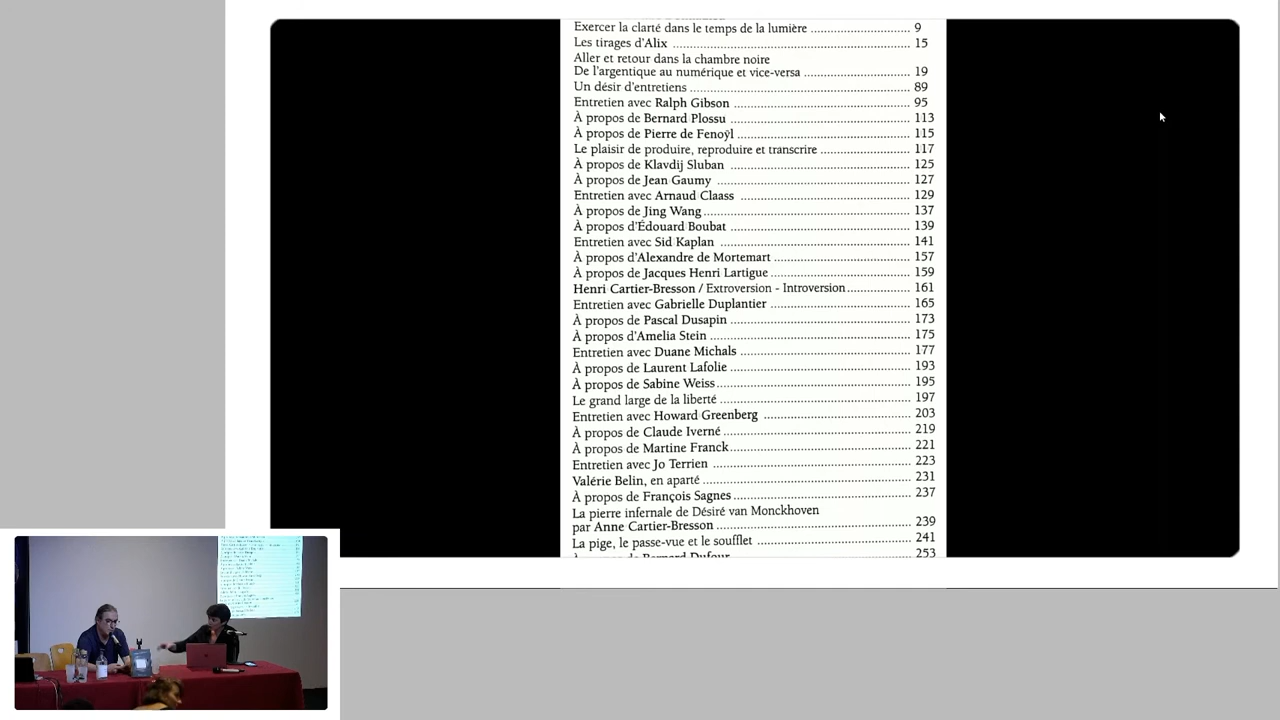 Exercer la clarté dans le temps de la lumière ........................ 9
Les tirages d'Alix ........................ 15
Aller et retour dans la chambre noire
De l'argentique au numérique et vice-versa ........................ 19
Un désir d'entretiens ........................ 89
Entretien avec Ralph Gibson ........................ 95
À propos de Bernard Plossu ........................ 113
À propos de Pierre de Fenoÿl ........................ 115
Le plaisir de produire, reproduire et transcrire ........................ 117
À propos de Klavdij Sluban ........................ 125
À propos de Jean Gaumy ........................ 127
Entretien avec Arnaud Claass ........................ 129
À propos de Jing Wang ........................ 137
À propos d'Édouard Boubat ........................ 139
Entretien avec Sid Kaplan ........................ 141
À propos d'Alexandre de Mortemart ........................ 157
À propos de Jacques Henri Lartigue ........................ 159
Henri Cartier-Bresson / Extroversion - Introversion ........................ 161
Entretien avec Gabrielle Duplantier ........................ 165
À propos de Pascal Dusapin ........................ 173
À propos d'Amelia Stein ........................ 175
Entretien avec Duane Michals ........................ 177
À propos de Laurent Lafolie ........................ 193
À propos de Sabine Weiss ........................ 195
Le grand large de la liberté ........................ 197
Entretien avec Howard Greenberg ........................ 203
À propos de Claude Iverné ........................ 219
À propos de Martine Franck ........................ 221
Entretien avec Jo Terrien ........................ 223
Valérie Belin, en aparté ........................ 231
À propos de François Sagnes ........................ 237
La pierre infernale de Désiré van Monckhoven
par Anne Cartier-Bresson ........................ 239
La pige, le passe-vue et le soufflet ........................ 241
À propos de Bernard Dufour ........................ 253